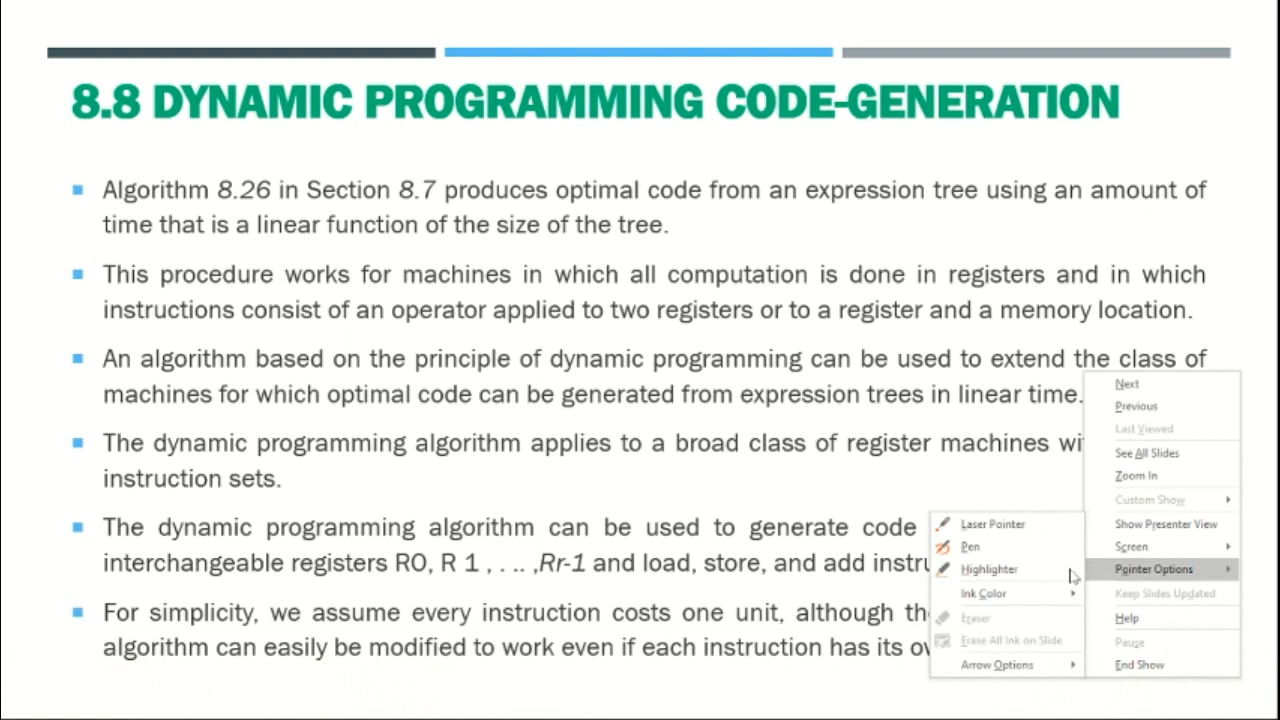 8.8 DYNAMIC PROGRAMMING CODE-GENERATION
Algorithm 8.26 in Section 8.7 produces optimal code from an expression tree using an amount of
time that is a linear function of the size of the tree.
This procedure works for machines in which all computation is done in registers and in which
instructions consist of an operator applied to two registers or to a register and a memory location.
An algorithm based on the principle of dynamic programming can be used to extend the class of
machines for which optimal code can be generated from expression trees in linear time.
The dynamic programming algorithm applies to a broad class of register machines
instruction sets.
The dynamic programming algorithm can be used to generate code
interchangeable registers RO, R 1 , . .. ,Rr-1 and load, store, and add
For simplicity, we assume every instruction costs one unit, although
algorithm can easily be modified to work even if each instruction has its
Next
Previous
Last Viewed
See All Slides
Zoom In
Custom Show
Show Presenter View
Screen
Pointer Options
Keep Slides Updated
Help
Pause
End Show
Laser Pointer
Pen
Highlighter
Ink Color
Eraser
Erase All Ink on Slide
Arrow Options